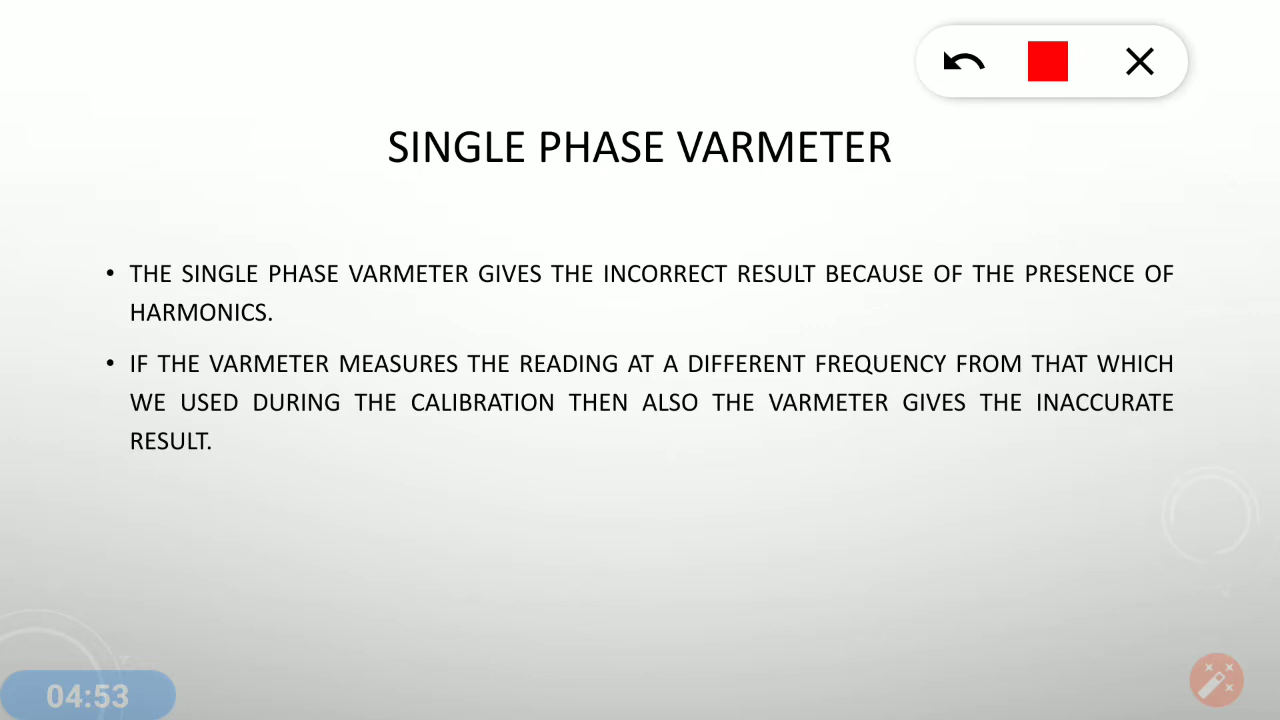 SINGLE PHASE VARMETER
• THE SINGLE PHASE VARMETER GIVES THE INCORRECT RESULT BECAUSE OF THE PRESENCE OF
HARMONICS.
• IF THE VARMETER MEASURES THE READING AT A DIFFERENT FREQUENCY FROM THAT WHICH
WE USED DURING THE CALIBRATION THEN ALSO THE VARMETER GIVES THE INACCURATE
RESULT.
04:53